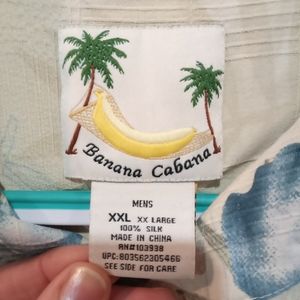 Banana Cabana
MENS
XXL XX LARGE
100% SILK
MADE IN CHINA
RN#103938
UPC:803562305466
SEE SIDE FOR CARE